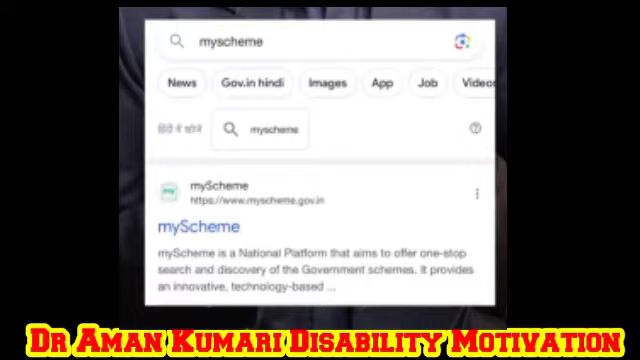 myscheme
News Gov.in hindi Images App Job Videos
हिंदी में खोजें myscheme
myScheme
https://www.myscheme.gov.in
myScheme
myScheme is a National Platform that aims to offer one-stop
search and discovery of the Government schemes. It provides
an innovative, technology-based ...
DR AMAN KUMARI DISABILITY MOTIVATION